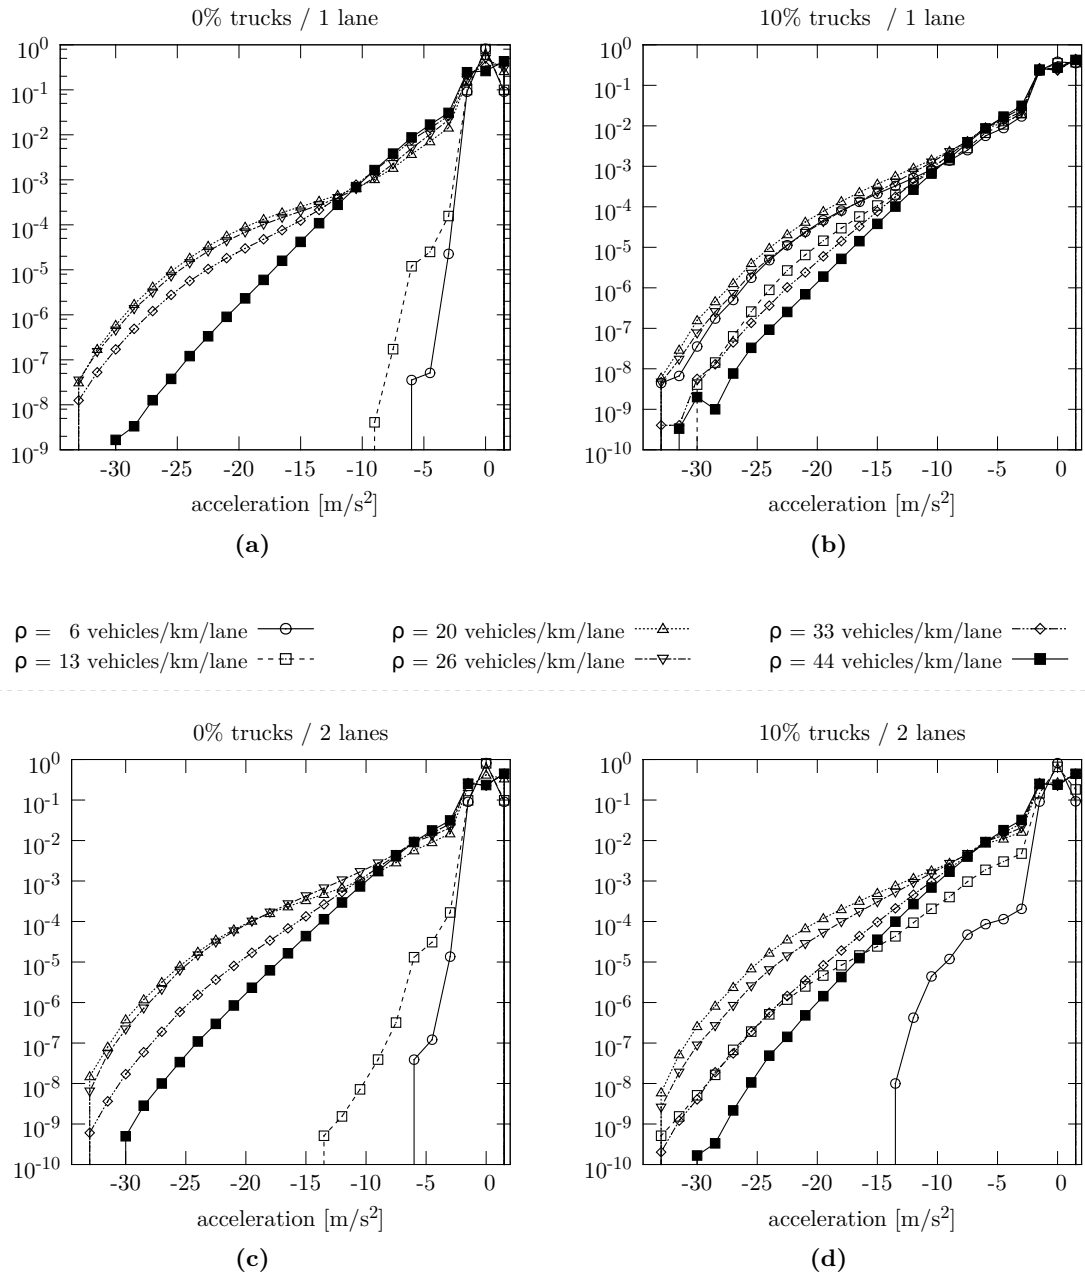 0% trucks / 1 lane
10% trucks / 1 lane
10^0
10^-1
10^-2
10^-3
10^-4
10^-5
10^-6
10^-7
10^-8
10^-9
-30 -25 -20 -15 -10 -5 0
acceleration [m/s^2]
(a)
10^0
10^-1
10^-2
10^-3
10^-4
10^-5
10^-6
10^-7
10^-8
10^-9
10^-10
-30 -25 -20 -15 -10 -5 0
acceleration [m/s^2]
(b)
ρ = 6 vehicles/km/lane
ρ = 20 vehicles/km/lane
ρ = 33 vehicles/km/lane
ρ = 13 vehicles/km/lane
ρ = 26 vehicles/km/lane
ρ = 44 vehicles/km/lane
0% trucks / 2 lanes
10% trucks / 2 lanes
10^0
10^-1
10^-2
10^-3
10^-4
10^-5
10^-6
10^-7
10^-8
10^-9
10^-10
-30 -25 -20 -15 -10 -5 0
acceleration [m/s^2]
(c)
10^0
10^-1
10^-2
10^-3
10^-4
10^-5
10^-6
10^-7
10^-8
10^-9
10^-10
-30 -25 -20 -15 -10 -5 0
acceleration [m/s^2]
(d)